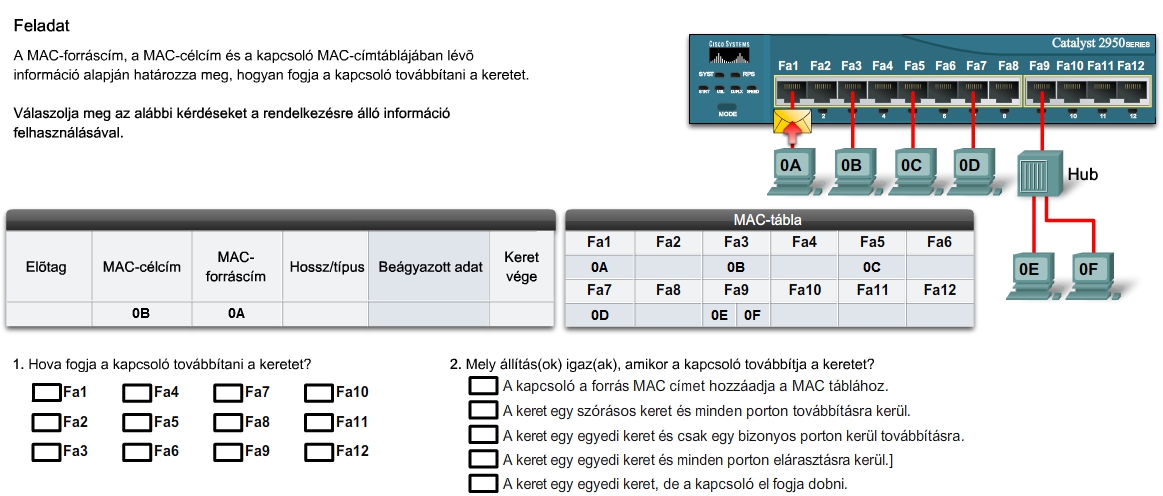 Feladat
A MAC-forráscím, a MAC-célcím és a kapcsoló MAC-címtáblájában lévő
információ alapján határozza meg, hogyan fogja a kapcsoló továbbítani a keretet.
Válaszolja meg az alábbi kérdéseket a rendelkezésre álló információ
felhasználásával.
CISCO SYSTEMS
Catalyst 2950 SERIES
Fa1 Fa2 Fa3 Fa4 Fa5 Fa6 Fa7 Fa8 Fa9 Fa10 Fa11 Fa12
SYST RPS
STAT UTIL DUPLX SPEED
MODE
2 4 6 8 10 11 12
0A 0B 0C 0D
Hub
0E 0F
Előtag MAC-célcím MAC-forráscím Hossz/típus Beágyazott adat Keret vége
0B 0A
MAC-tábla
Fa1 Fa2 Fa3 Fa4 Fa5 Fa6
0A 0B 0C
Fa7 Fa8 Fa9 Fa10 Fa11 Fa12
0D 0E 0F
1. Hova fogja a kapcsoló továbbítani a keretet?
Fa1 Fa4 Fa7 Fa10
Fa2 Fa5 Fa8 Fa11
Fa3 Fa6 Fa9 Fa12
2. Mely állítás(ok) igaz(ak), amikor a kapcsoló továbbítja a keretet?
A kapcsoló a forrás MAC címet hozzáadja a MAC táblához.
A keret egy szórásos keret és minden porton továbbításra kerül.
A keret egy egyedi keret és csak egy bizonyos porton kerül továbbításra.
A keret egy egyedi keret és minden porton elárasztásra kerül.]
A keret egy egyedi keret, de a kapcsoló el fogja dobni.